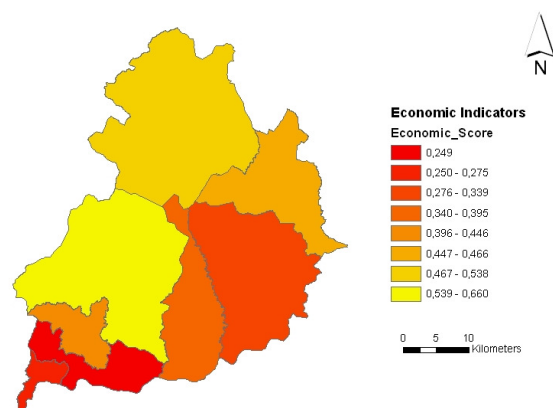 N
Economic Indicators
Economic_Score
0,249
0,250 - 0,275
0,276 - 0,339
0,340 - 0,395
0,396 - 0,446
0,447 - 0,466
0,467 - 0,538
0,539 - 0,660
0 5 10
Kilometers